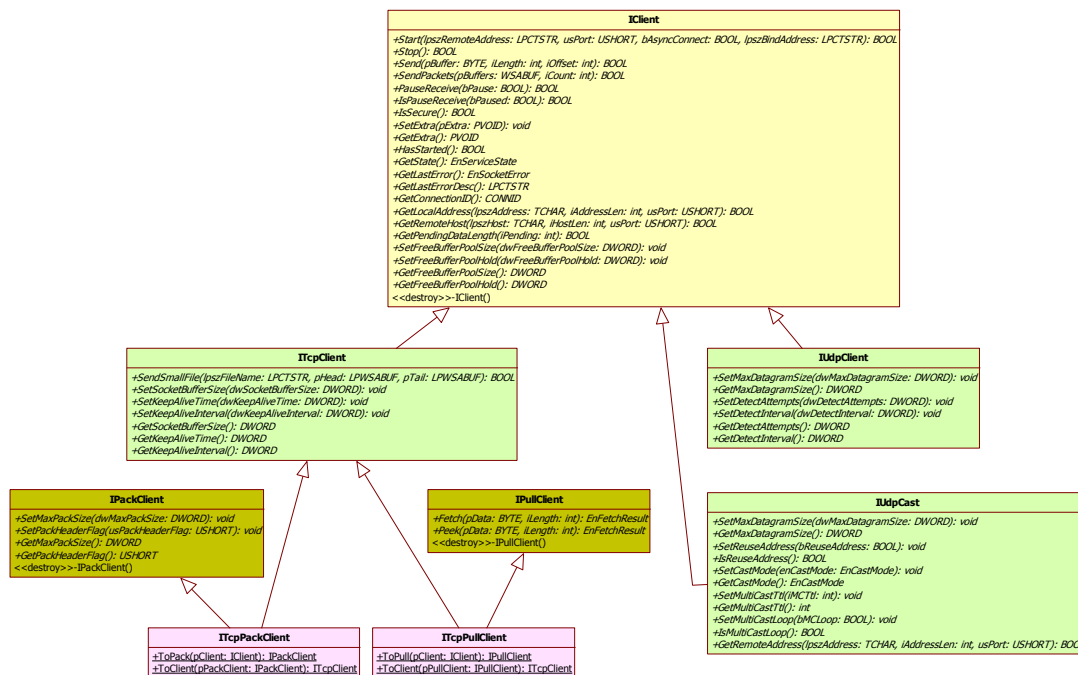 IClient
+Start(lpszRemoteAddress: LPCTSTR, usPort: USHORT, bAsyncConnect: BOOL, lpszBindAddress: LPCTSTR): BOOL
+Stop(): BOOL
+Send(pBuffer: BYTE, iLength: int, iOffset: int): BOOL
+SendPackets(pBuffers: WSABUF, iCount: int): BOOL
+PauseReceive(bPause: BOOL): BOOL
+IsPauseReceive(bPaused: BOOL): BOOL
+IsSecure(): BOOL
+SetExtra(pExtra: PVOID): void
+GetExtra(): PVOID
+HasStarted(): BOOL
+GetState(): EnServiceState
+GetLastError(): EnSocketError
+GetLastErrorDesc(): LPCTSTR
+GetConnectionID(): CONNID
+GetLocalAddress(lpszAddress: TCHAR, iAddressLen: int, usPort: USHORT): BOOL
+GetRemoteHost(lpszHost: TCHAR, iHostLen: int, usPort: USHORT): BOOL
+GetPendingDataLength(iPending: int): BOOL
+SetFreeBufferPoolSize(dwFreeBufferPoolSize: DWORD): void
+SetFreeBufferPoolHold(dwFreeBufferPoolHold: DWORD): void
+GetFreeBufferPoolSize(): DWORD
+GetFreeBufferPoolHold(): DWORD
<<destroy>>-IClient()
ITcpClient
+SendSmallFile(lpszFileName: LPCTSTR, pHead: LPWSABUF, pTail: LPWSABUF): BOOL
+SetSocketBufferSize(dwSocketBufferSize: DWORD): void
+SetKeepAliveTime(dwKeepAliveTime: DWORD): void
+SetKeepAliveInterval(dwKeepAliveInterval: DWORD): void
+GetSocketBufferSize(): DWORD
+GetKeepAliveTime(): DWORD
+GetKeepAliveInterval(): DWORD
IUdpClient
+SetMaxDatagramSize(dwMaxDatagramSize: DWORD): void
+GetMaxDatagramSize(): DWORD
+SetDetectAttempts(dwDetectAttempts: DWORD): void
+SetDetectInterval(dwDetectInterval: DWORD): void
+GetDetectAttempts(): DWORD
+GetDetectInterval(): DWORD
IPackClient
+SetMaxPackSize(dwMaxPackSize: DWORD): void
+SetPackHeaderFlag(usPackHeaderFlag: USHORT): void
+GetMaxPackSize(): DWORD
+GetPackHeaderFlag(): USHORT
<<destroy>>-IPackClient()
IPullClient
+Fetch(pData: BYTE, iLength: int): EnFetchResult
+Peek(pData: BYTE, iLength: int): EnFetchResult
<<destroy>>-IPullClient()
IUdpCast
+SetMaxDatagramSize(dwMaxDatagramSize: DWORD): void
+GetMaxDatagramSize(): DWORD
+SetReuseAddress(bReuseAddress: BOOL): void
+IsReuseAddress(): BOOL
+SetCastMode(enCastMode: EnCastMode): void
+GetCastMode(): EnCastMode
+SetMultiCastTtl(iMCTtl: int): void
+GetMultiCastTtl(): int
+SetMultiCastLoop(bMCLoop: BOOL): void
+IsMultiCastLoop(): BOOL
+GetRemoteAddress(lpszAddress: TCHAR, iAddressLen: int, usPort: USHORT): BOO
ITcpPackClient
+ToPack(pClient: IClient): IPackClient
+ToClient(pPackClient: IPackClient): ITcpClient
ITcpPullClient
+ToPull(pClient: IClient): IPullClient
+ToClient(pPullClient: IPullClient): ITcpClient